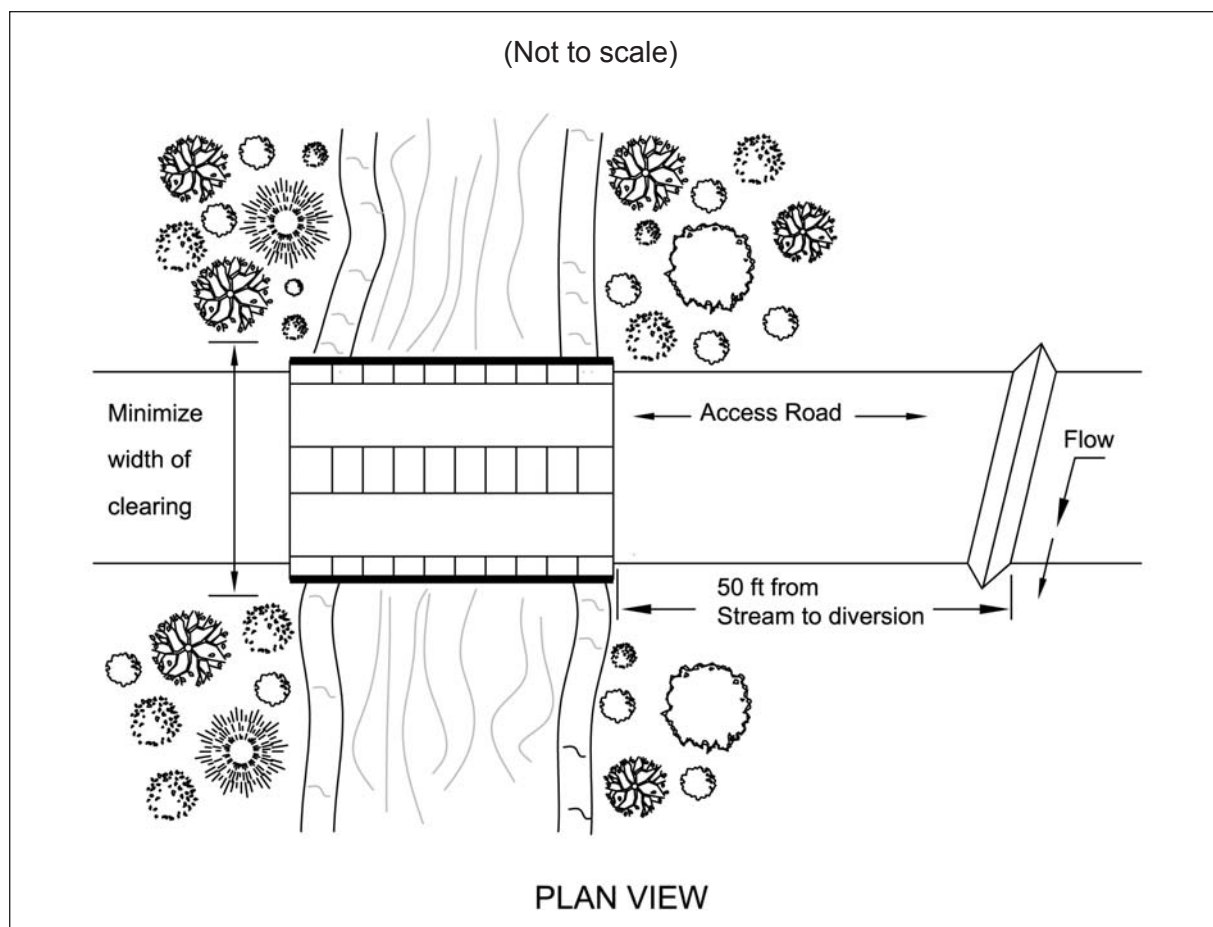 (Not to scale)
Minimize
width of
clearing
Access Road
Flow
50 ft from
Stream to diversion
PLAN VIEW